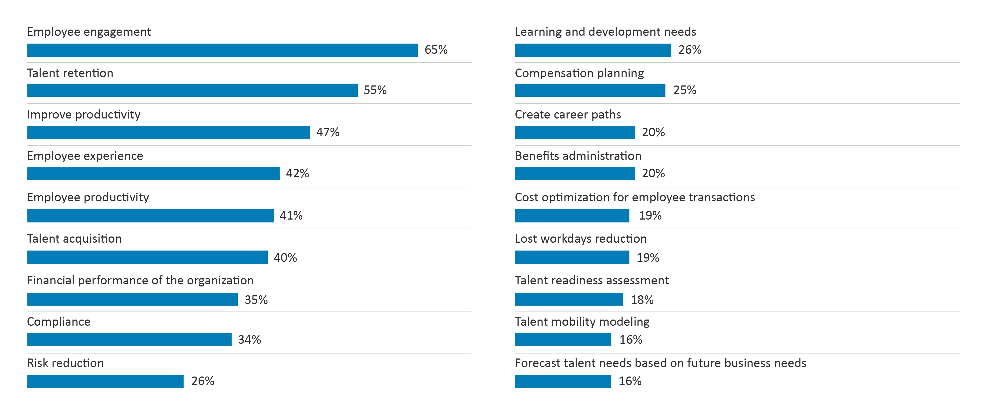 Employee engagement
65%
Talent retention
55%
Improve productivity
47%
Employee experience
42%
Employee productivity
41%
Talent acquisition
40%
Financial performance of the organization
35%
Compliance
34%
Risk reduction
26%
Learning and development needs
26%
Compensation planning
25%
Create career paths
20%
Benefits administration
20%
Cost optimization for employee transactions
19%
Lost workdays reduction
19%
Talent readiness assessment
18%
Talent mobility modeling
16%
Forecast talent needs based on future business needs
16%